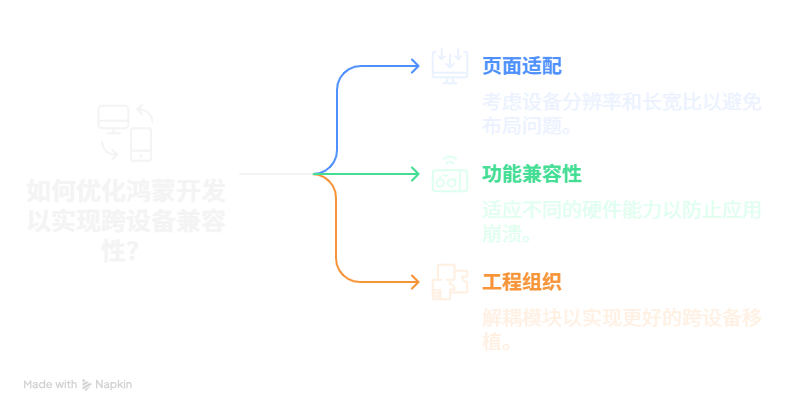 如何优化鸿蒙开发
以实现跨设备兼容
性？
页面适配
考虑设备分辨率和长宽比以避免
布局问题。
功能兼容性
适应不同的硬件能力以防止应用
崩溃。
工程组织
解耦模块以实现更好的跨设备移
植。
Made with Napkin